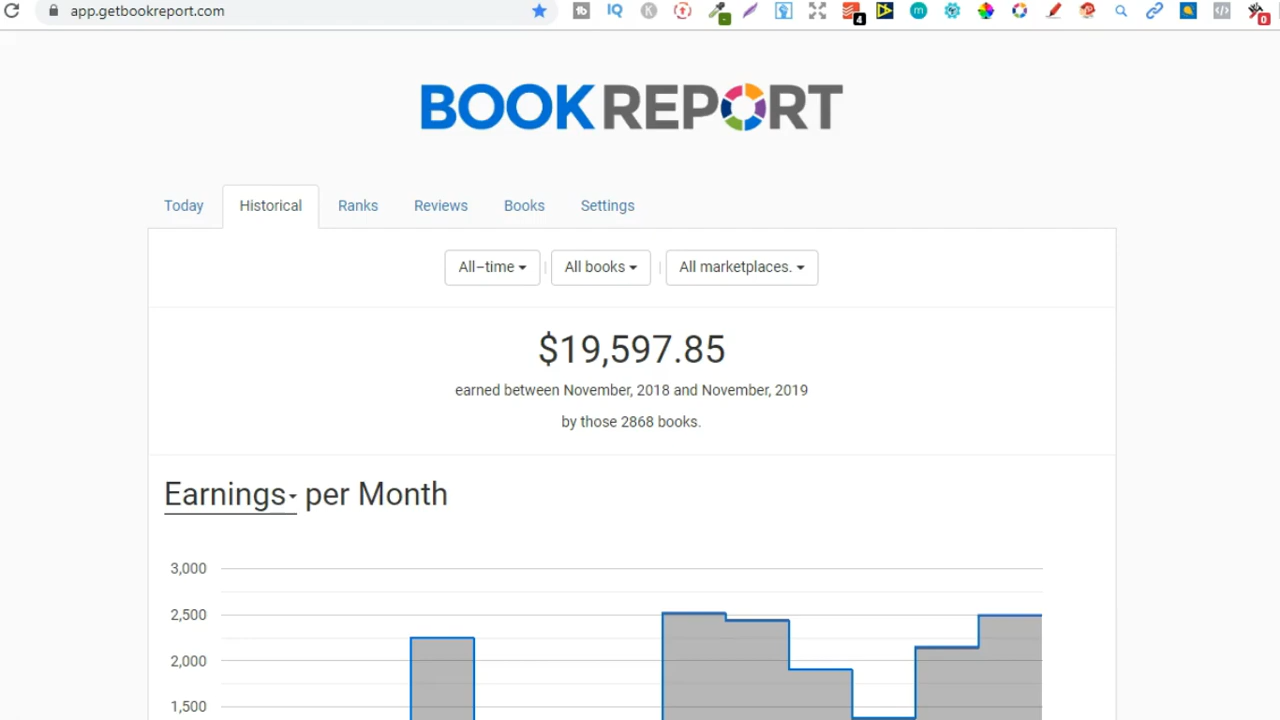 app.getbookreport.com
BOOKREPORT
Today Historical Ranks Reviews Books Settings
All-time All books All marketplaces.
$19,597.85
earned between November, 2018 and November, 2019
by those 2868 books.
Earnings per Month
3,000
2,500
2,000
1,500